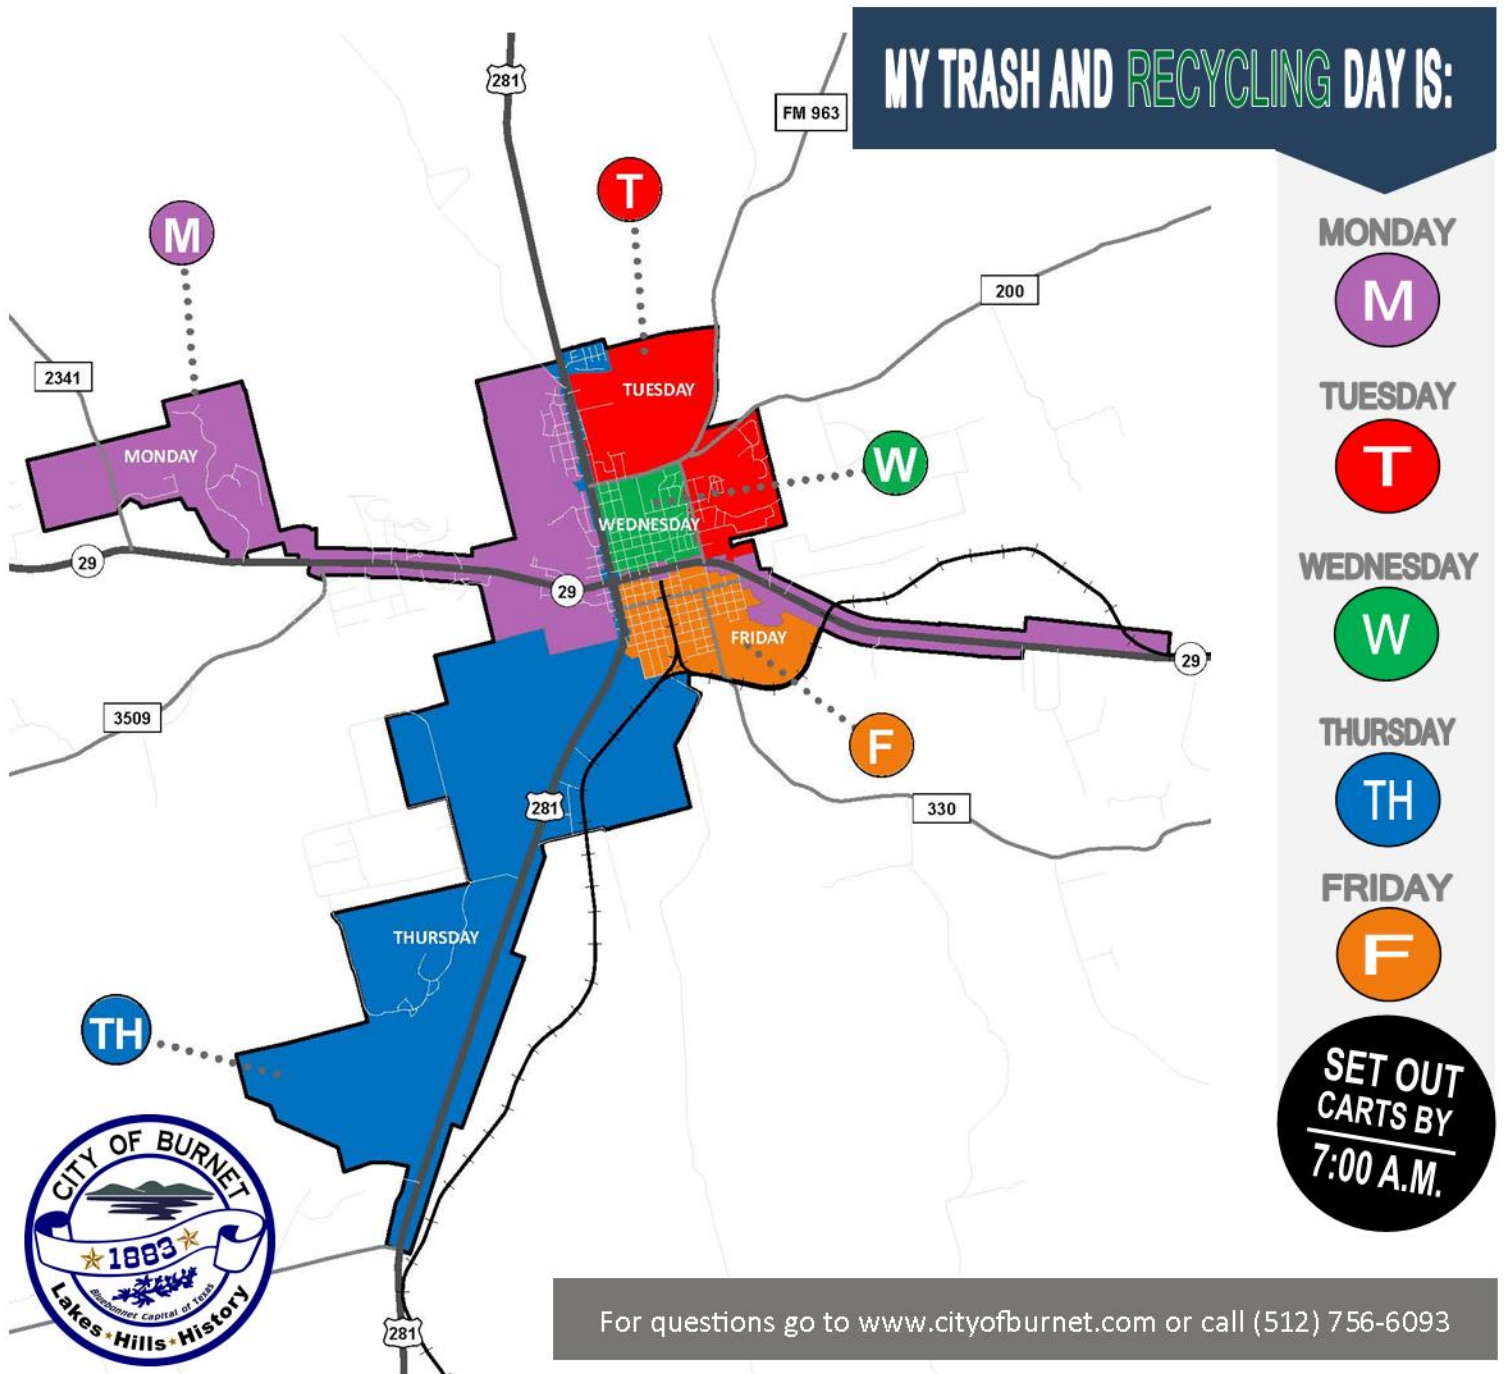 MY TRASH AND RECYCLING DAY IS:
281
FM 963
T
M
200
2341
TUESDAY
MONDAY
W
WEDNESDAY
29
29
FRIDAY
29
3509
F
281
330
THURSDAY
TH
281
MONDAY
M
TUESDAY
T
WEDNESDAY
W
THURSDAY
TH
FRIDAY
F
SET OUT
CARTS BY
7:00 A.M.
CITY OF BURNET
1883
Bluebonnet Capital of Texas
Lakes Hills History
For questions go to www.cityofburnet.com or call (512) 756-6093